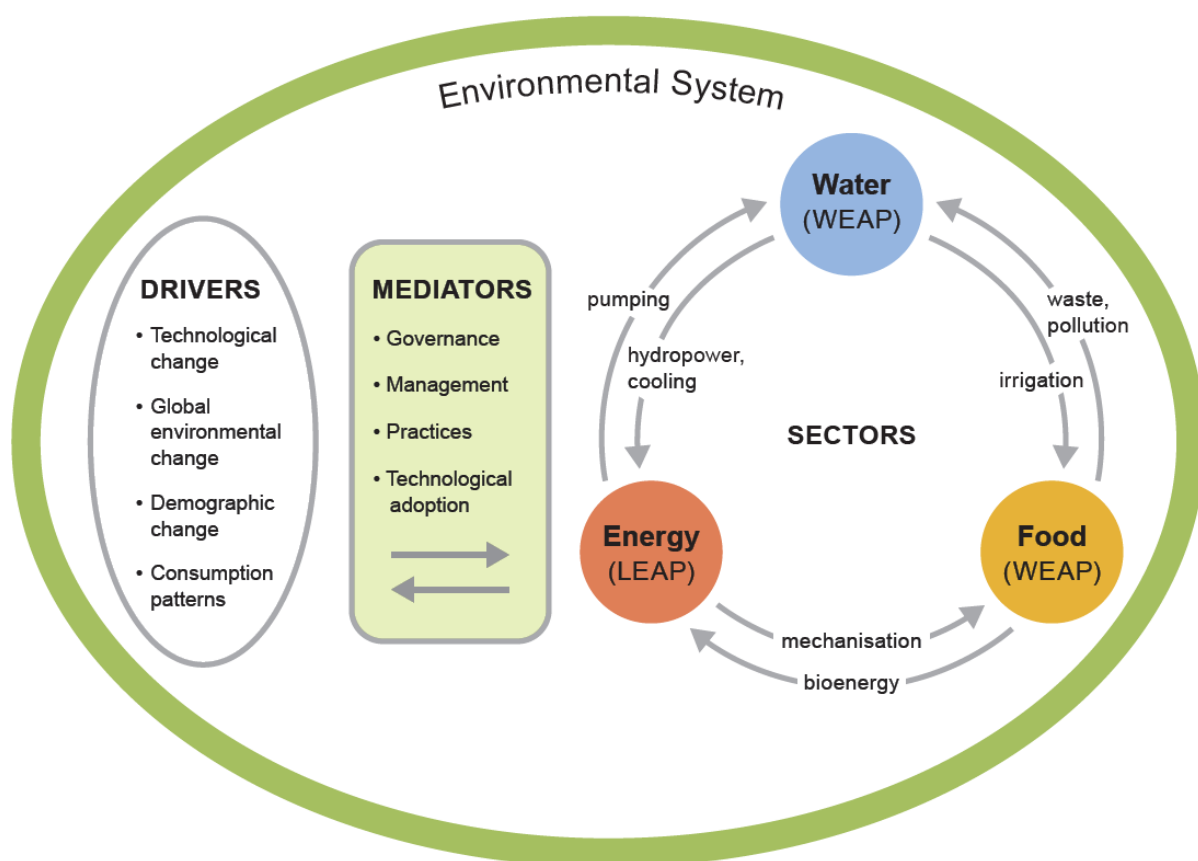 Environmental System
DRIVERS
• Technological
change
• Global
environmental
change
• Demographic
change
• Consumption
patterns
MEDIATORS
• Governance
• Management
• Practices
• Technological
adoption
Water
(WEAP)
pumping
hydropower,
cooling
waste,
pollution
irrigation
SECTORS
Energy
(LEAP)
Food
(WEAP)
mechanisation
bioenergy